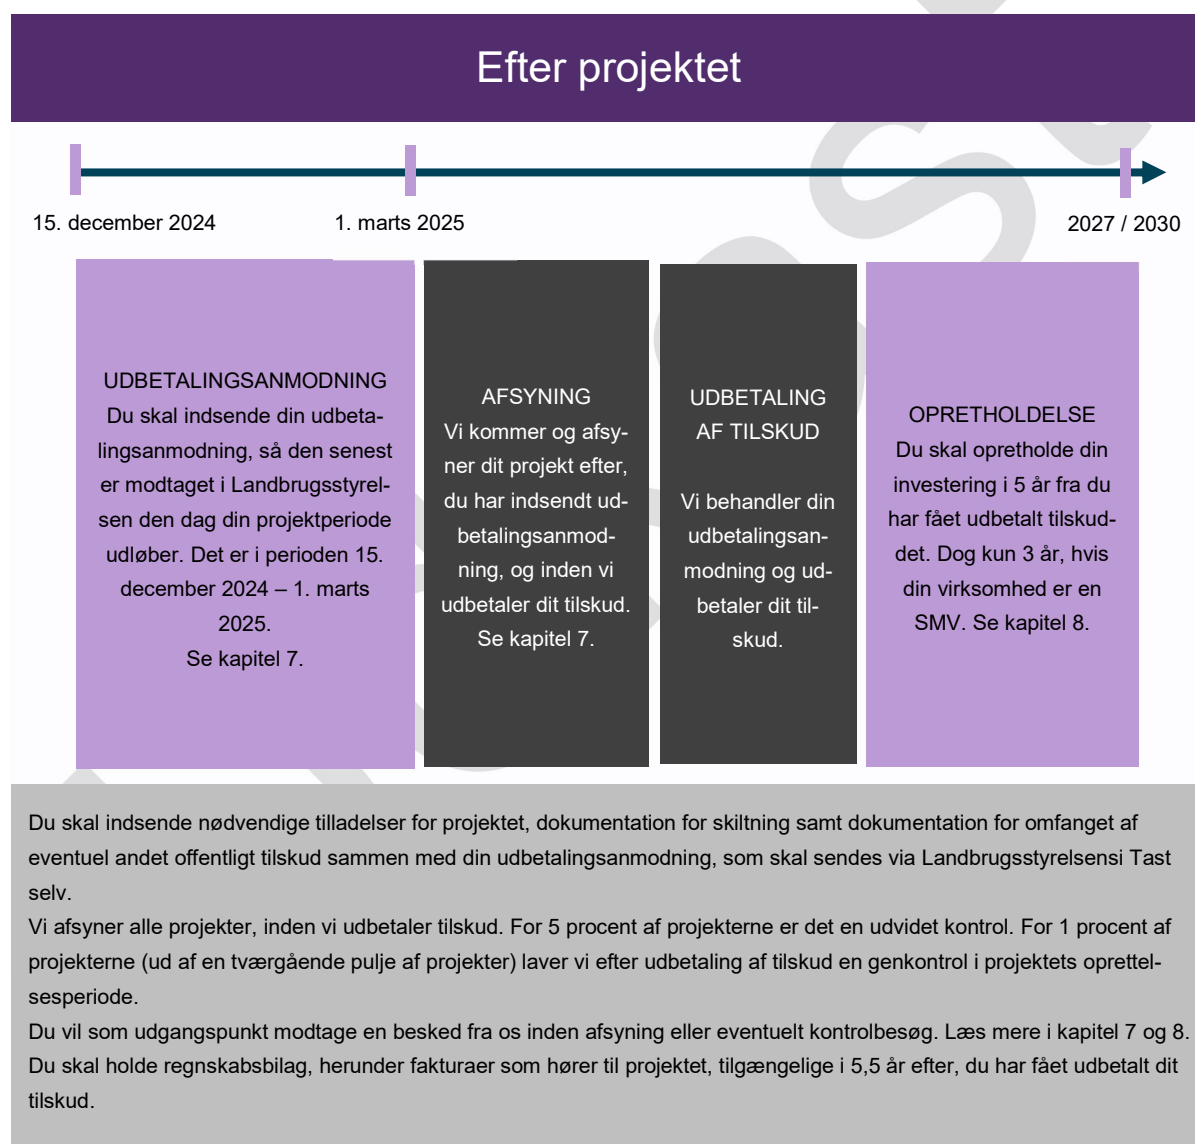 Efter projektet
15. december 2024
1. marts 2025
2027 / 2030
UDBETALINGSANMODNING
Du skal indsende din udbeta-
lingsanmodning, så den senest
er modtaget i Landbrugsstyrel-
sen den dag din projektperiode
udløber. Det er i perioden 15.
december 2024 – 1. marts
2025.
Se kapitel 7.
AFSYNING
Vi kommer og afsy-
ner dit projekt efter,
du har indsendt ud-
betalingsanmod-
ning, og inden vi
udbetaler dit tilskud.
Se kapitel 7.
UDBETALING
AF TILSKUD
Vi behandler din
udbetalingsan-
modning og ud-
betaler dit til-
skud.
OPRETHOLDELSE
Du skal opretholde din
investering i 5 år fra du
har fået udbetalt tilskud-
det. Dog kun 3 år, hvis
din virksomhed er en
SMV. Se kapitel 8.
Du skal indsende nødvendige tilladelser for projektet, dokumentation for skiltning samt dokumentation for omfanget af
eventuel andet offentligt tilskud sammen med din udbetalingsanmodning, som skal sendes via Landbrugsstyrelsensi Tast
selv.
Vi afsyner alle projekter, inden vi udbetaler tilskud. For 5 procent af projekterne er det en udvidet kontrol. For 1 procent af
projekterne (ud af en tværgående pulje af projekter) laver vi efter udbetaling af tilskud en genkontrol i projektets oprettel-
sesperiode.
Du vil som udgangspunkt modtage en besked fra os inden afsyning eller eventuelt kontrolbesøg. Læs mere i kapitel 7 og 8.
Du skal holde regnskabsbilag, herunder fakturaer som hører til projektet, tilgængelige i 5,5 år efter, du har fået udbetalt dit
tilskud.